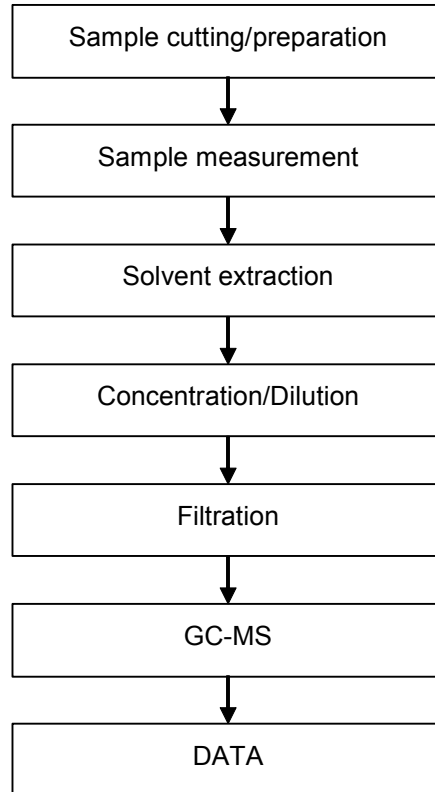 Sample cutting/preparation
Sample measurement
Solvent extraction
Concentration/Dilution
Filtration
GC-MS
DATA